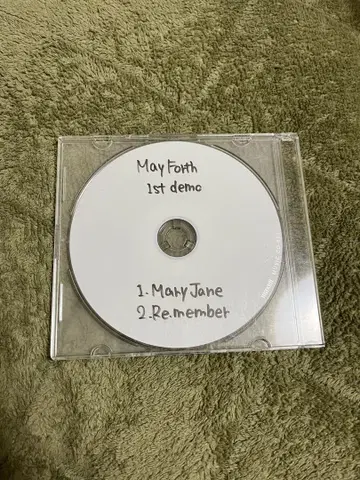 May Forth
1st demo
1.Mary Jane
2.Re.member